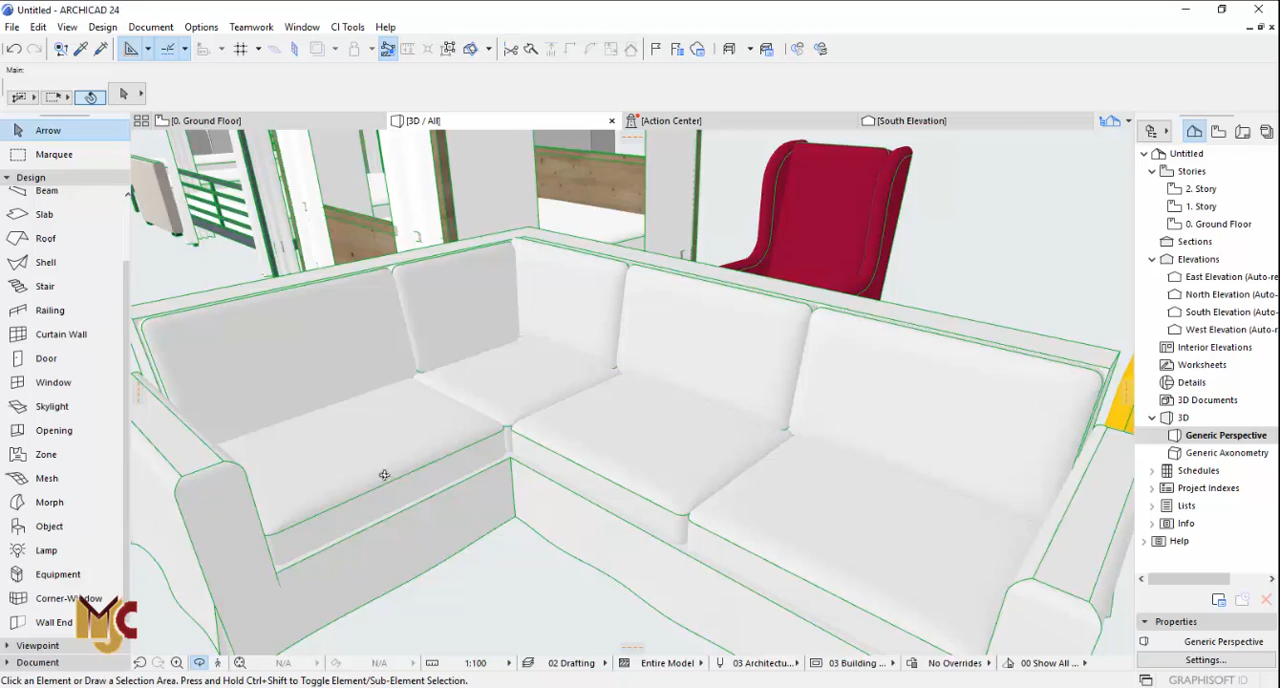 Untitled - ARCHICAD 24
File Edit View Design Document Options Teamwork Window CI Tools Help
Main:
[0. Ground Floor] [3D / All] [Action Center] [South Elevation]
Arrow
Marquee
Design
Beam
Slab
Roof
Shell
Stair
Railing
Curtain Wall
Door
Window
Skylight
Opening
Zone
Mesh
Morph
Object
Lamp
Equipment
Corner-Window
Wall End
Viewpoint
Document
MJC
Untitled
Stories
2. Story
1. Story
0. Ground Floor
Sections
Elevations
East Elevation (Auto-re
North Elevation (Auto-
South Elevation (Auto-
West Elevation (Auto-r
Interior Elevations
Worksheets
Details
3D Documents
3D
Generic Perspective
Generic Axonometry
Schedules
Project Indexes
Lists
Info
Help
Properties
Generic Perspective
Settings...
GRAPHISOFT ID
N/A N/A 1:100 02 Drafting Entire Model 03 Architectu... 03 Building ... No Overrides 00 Show All ...
Click an Element or Draw a Selection Area. Press and Hold Ctrl+Shift to Toggle Element/Sub-Element Selection.